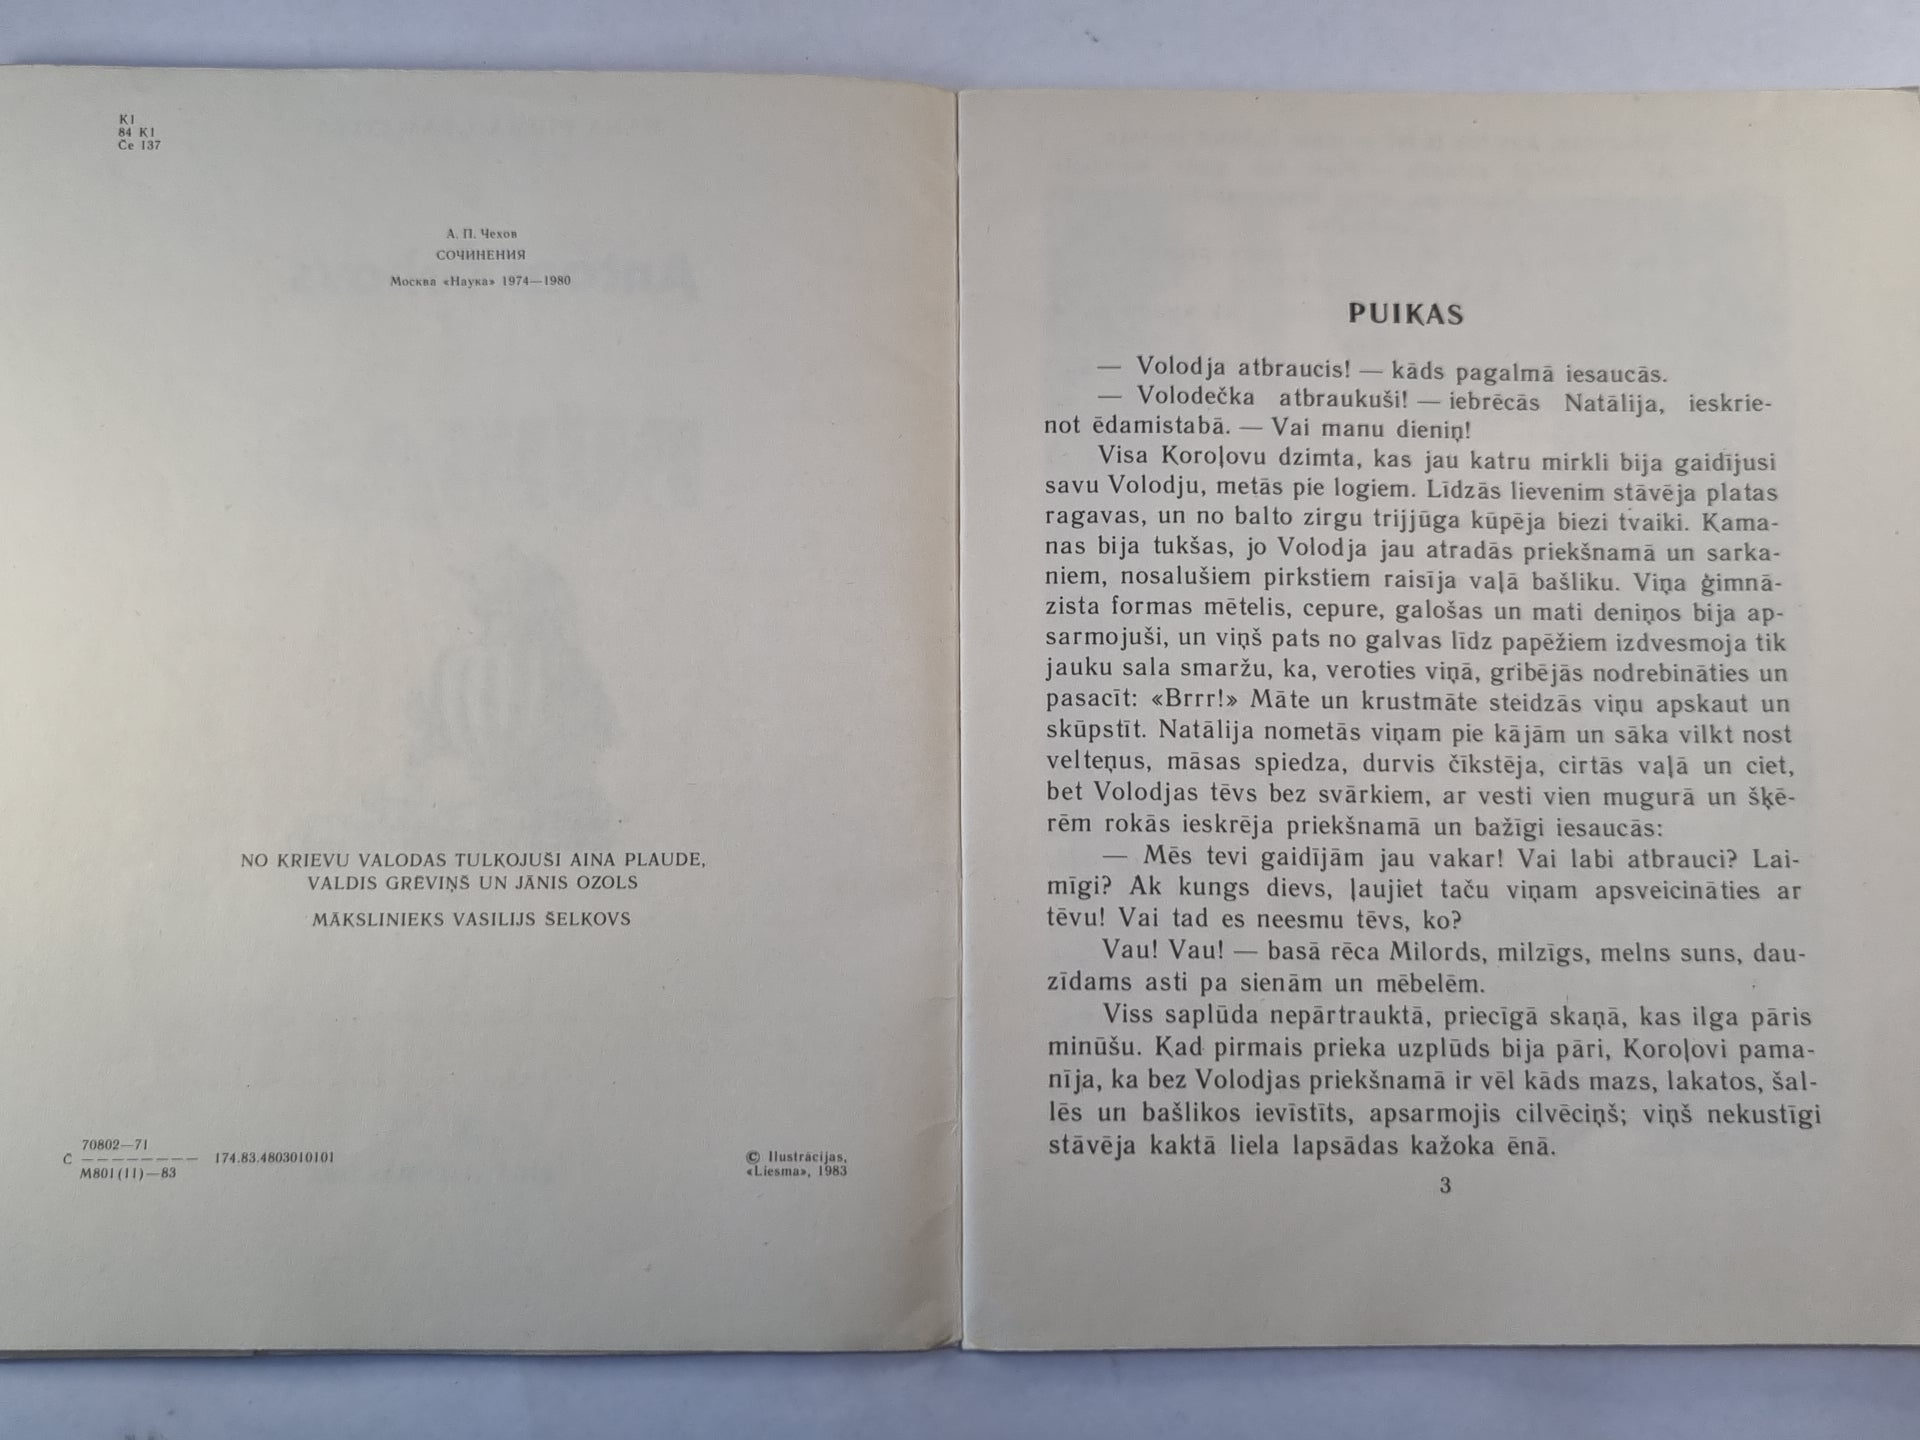 K1
84 K1
Če 137
А. П. Чехов
СОЧИНЕНИЯ
Москва «Наука» 1974—1980
NO KRIEVU VALODAS TULKOJUŠI AINA PLAUDE,
VALDIS GRĒVIŅŠ UN JĀNIS OZOLS
MĀKSLINIEKS VASILIJS ŠELKOVS
70802—71
Č ———————— 174.83.4803010101
M801(11)—83
© Ilustrācijas,
«Liesma», 1983
PUIKAS
— Volodja atbraucis! — kāds pagalmā iesaucās.
— Volodečka atbraukuši! — iebrēcās Natālija, ieskrie-
not ēdamistabā. — Vai manu dieniņ!
Visa Koroļovu dzimta, kas jau katru mirkli bija gaidījusi
savu Volodju, metās pie logiem. Līdzās lievenim stāvēja platas
ragavas, un no balto zirgu trijjūga kūpēja biezi tvaiki. Kama-
nas bija tukšas, jo Volodja jau atradās priekšnamā un sarka-
niem, nosalušiem pirkstiem raisīja vaļā bašliku. Viņa ģimnā-
zista formas mētelis, cepure, galošas un mati deniņos bija ap-
sarmojuši, un viņš pats no galvas līdz papēžiem izdvesmoja tik
jauku sala smaržu, ka, veroties viņā, gribējās nodrebināties un
pasacīt: «Brrr!» Māte un krustmāte steidzās viņu apskaut un
skūpstīt. Natālija nometās viņam pie kājām un sāka vilkt nost
velteņus, māsas spiedza, durvis čīkstēja, cirtās vaļā un ciet,
bet Volodjas tēvs bez svārkiem, ar vesti vien mugurā un šķē-
rēm rokās ieskrēja priekšnamā un bažīgi iesaucās:
— Mēs tevi gaidījām jau vakar! Vai labi atbrauci? Lai-
mīgi? Ak kungs dievs, ļaujiet taču viņam apsveicināties ar
tēvu! Vai tad es neesmu tēvs, ko?
Vau! Vau! — basā rēca Milords, milzīgs, melns suns, dau-
zīdams asti pa sienām un mēbelēm.
Viss saplūda nepārtrauktā, priecīgā skaņā, kas ilga pāris
minūšu. Kad pirmais prieka uzplūds bija pāri, Koroļovi pama-
nīja, ka bez Volodjas priekšnamā ir vēl kāds mazs, lakatos, šal-
lēs un bašlikos ievīstīts, apsarmojis cilvēciņš; viņš nekustīgi
stāvēja kaktā liela lapsādas kažoka ēnā.
3